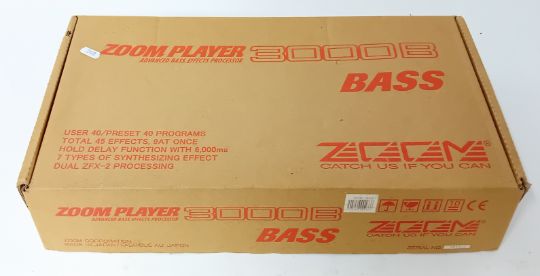 ZOOM PLAYER 3000B
ADVANCED BASS EFFECTS PROCESSOR
BASS
USER 40/PRESET 40 PROGRAMS
TOTAL 45 EFFECTS, 9AT ONCE
HOLD DELAY FUNCTION WITH 6,000ms
7 TYPES OF SYNTHESIZING EFFECT
DUAL ZFX-2 PROCESSING
ZOOM
CATCH US IF YOU CAN
ZOOM PLAYER 3000B
ADVANCED BASS EFFECTS PROCESSOR
BASS
ZOOM CORPORATION
CE
ZOOM
CATCH US IF YOU CAN
SERIAL NO.